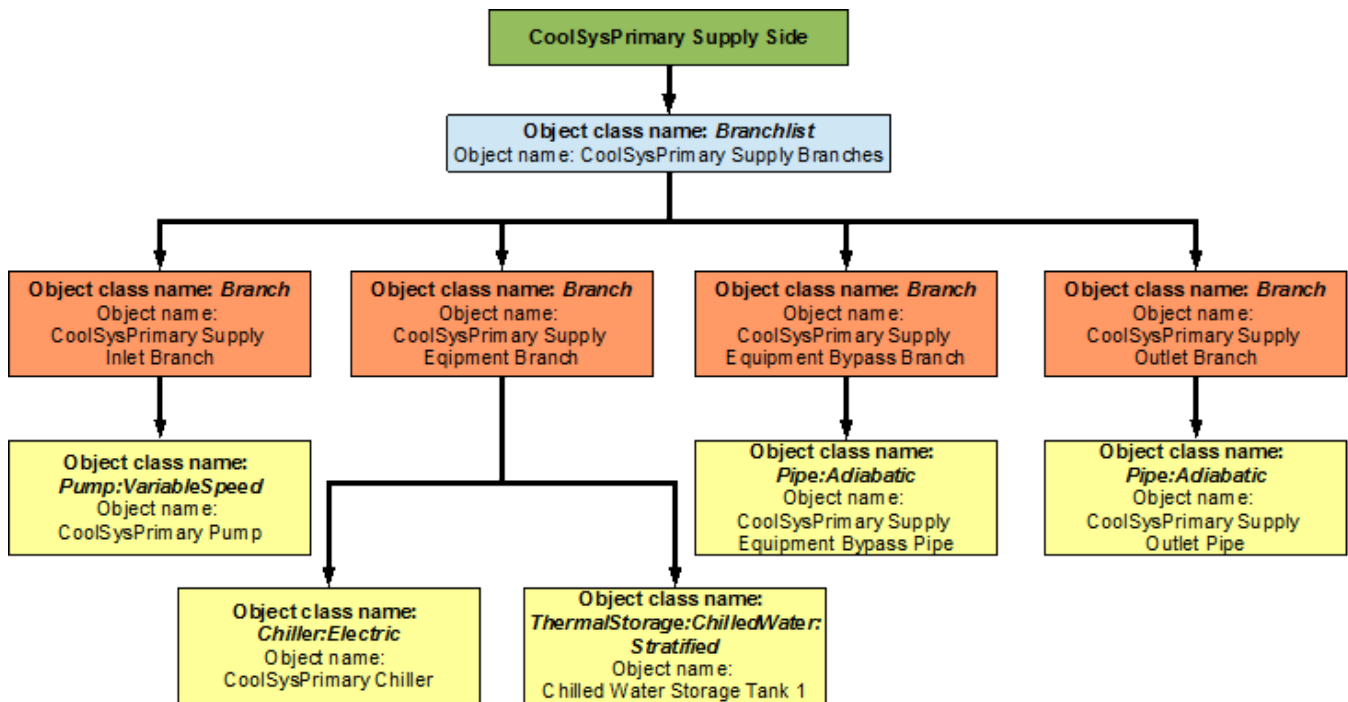 CoolSysPrimary Supply Side
Object class name: Branchlist
Object name: CoolSysPrimary Supply Branches
Object class name: Branch
Object name:
CoolSysPrimary Supply
Inlet Branch
Object class name: Branch
Object name:
CoolSysPrimary Supply
Eqipment Branch
Object class name: Branch
Object name:
CoolSysPrimary Supply
Equipment Bypass Branch
Object class name: Branch
Object name:
CoolSysPrimary Supply
Outlet Branch
Object class name:
Pump:VariableSpeed
Object name:
CoolSysPrimary Pump
Object class name:
Pipe:Adiabatic
Object name:
CoolSysPrimary Supply
Equipment Bypass Pipe
Object class name:
Pipe:Adiabatic
Object name:
CoolSysPrimary Supply
Outlet Pipe
Object class name:
Chiller:Electric
Object name:
CoolSysPrimary Chiller
Object class name:
ThermalStorage:ChilledWater:
Stratified
Object name:
Chilled Water Storage Tank 1